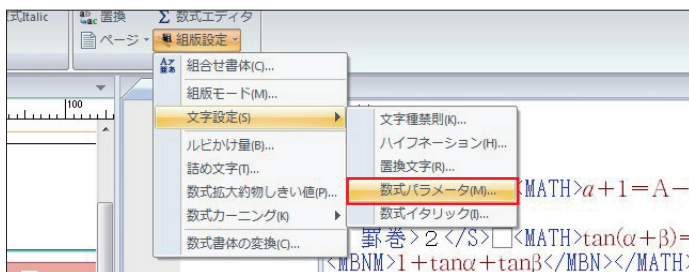 式Italic 置換 Σ 数式エディタ
ページ 組版設定
組合せ書体(C)...
組版モード(M)...
文字設定(S)
ルビかけ量(B)...
詰め文字(T)...
数式拡大約物しきい値(P)...
数式カーニング(K)
数式書体の変換(C)...
文字種禁則(K)...
ハイフネーション(H)...
置換文字(R)...
数式パラメータ(M)...
数式イタリック(I)...
100
<MATH>α+1=A−
罫巻>2</S>□<MATH>tan(α+β)=
<MBNM>1+tanα+tanβ</MBN></MATH>